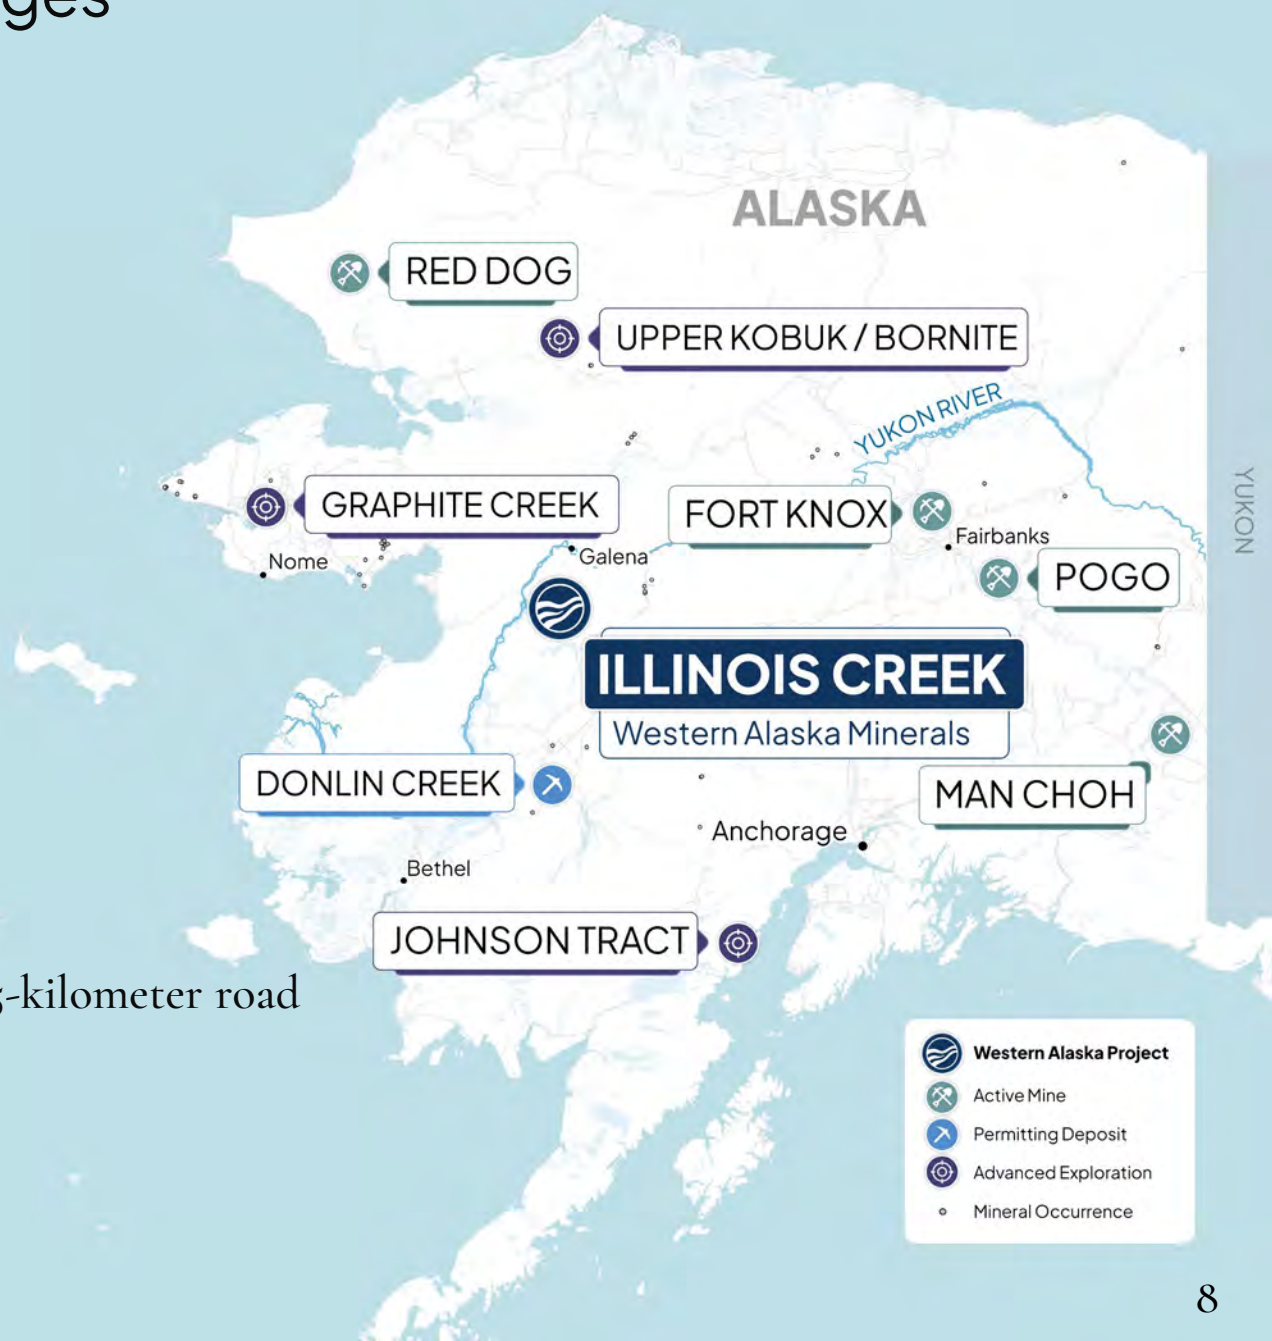 ges
ALASKA
RED DOG
UPPER KOBUK / BORNITE
YUKON RIVER
YUKON
GRAPHITE CREEK
FORT KNOX
Fairbanks
Nome
Galena
POGO
ILLINOIS CREEK
Western Alaska Minerals
DONLIN CREEK
MAN CHOH
Anchorage
Bethel
JOHNSON TRACT
-kilometer road
Western Alaska Project
Active Mine
Permitting Deposit
Advanced Exploration
Mineral Occurrence
8